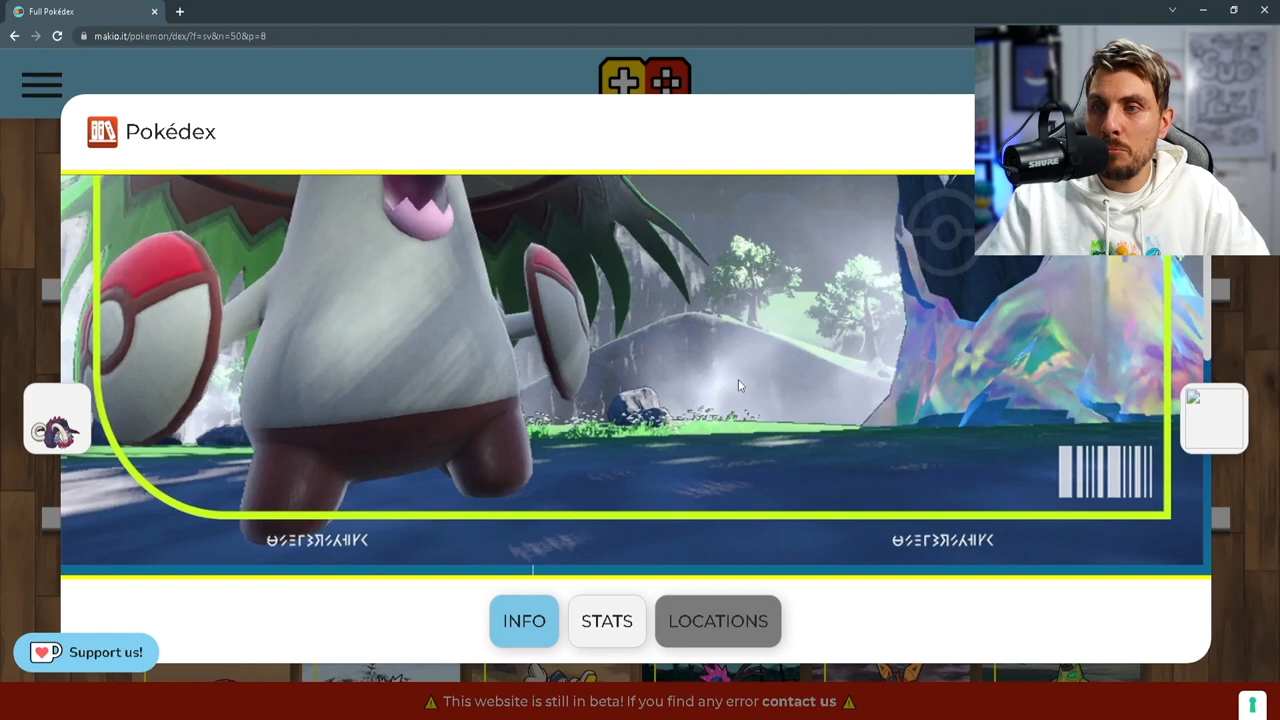 Full Pokédex
makio.it/pokemon/dex/?f=sv&n=50&p=8
Pokédex
SHURE
INFO
STATS
LOCATIONS
Support us!
This website is still in beta! If you find any error contact us